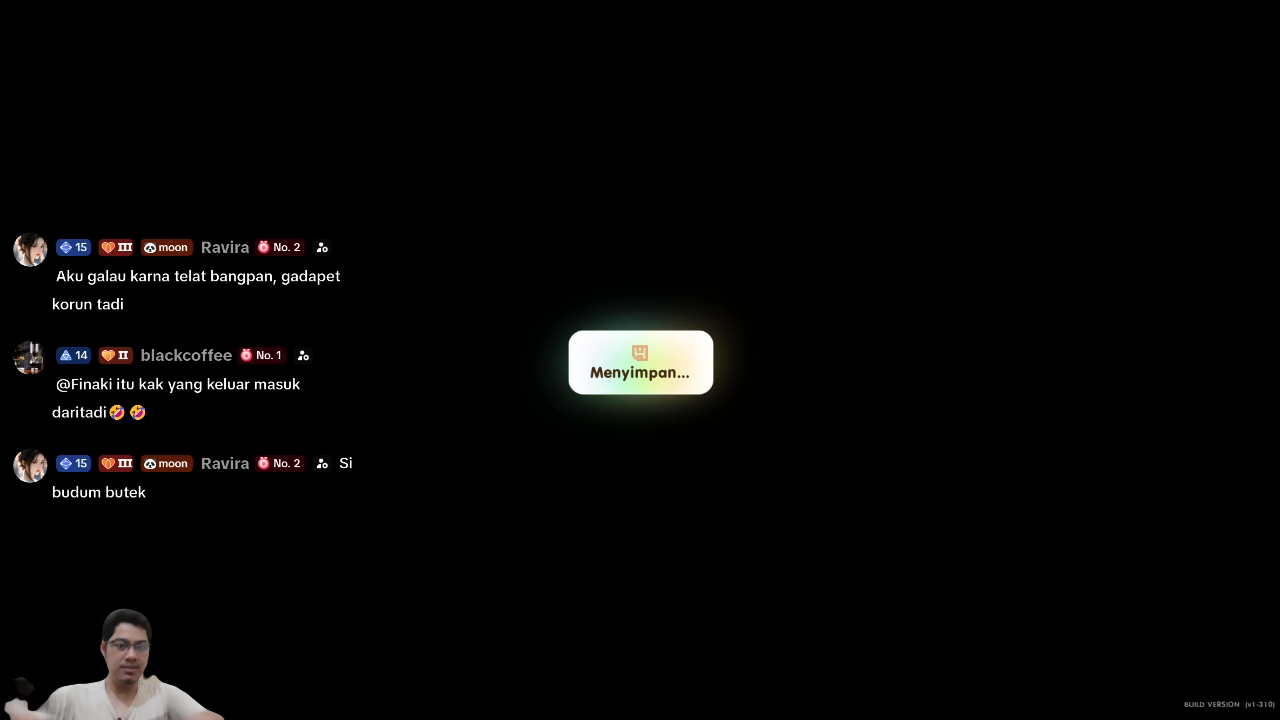 15 III moon Ravira No. 2
Aku galau karna telat bangpan, gadapet
korun tadi
14 II blackcoffee No. 1
@Finaki itu kak yang keluar masuk
daritadi🤣 🤣
15 III moon Ravira No. 2 Si
budum butek
Menyimpan...
BUILD VERSION (v1-310)